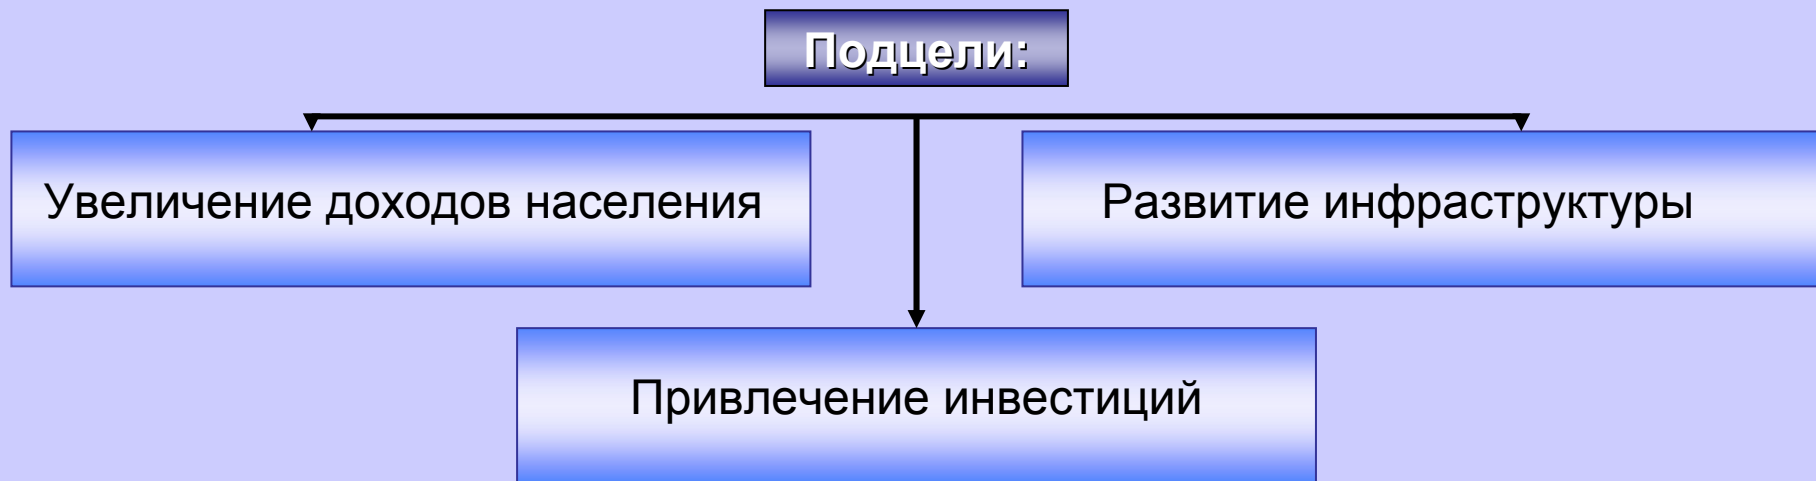 Подцели:
Увеличение доходов населения
Развитие инфраструктуры
Привлечение инвестиций